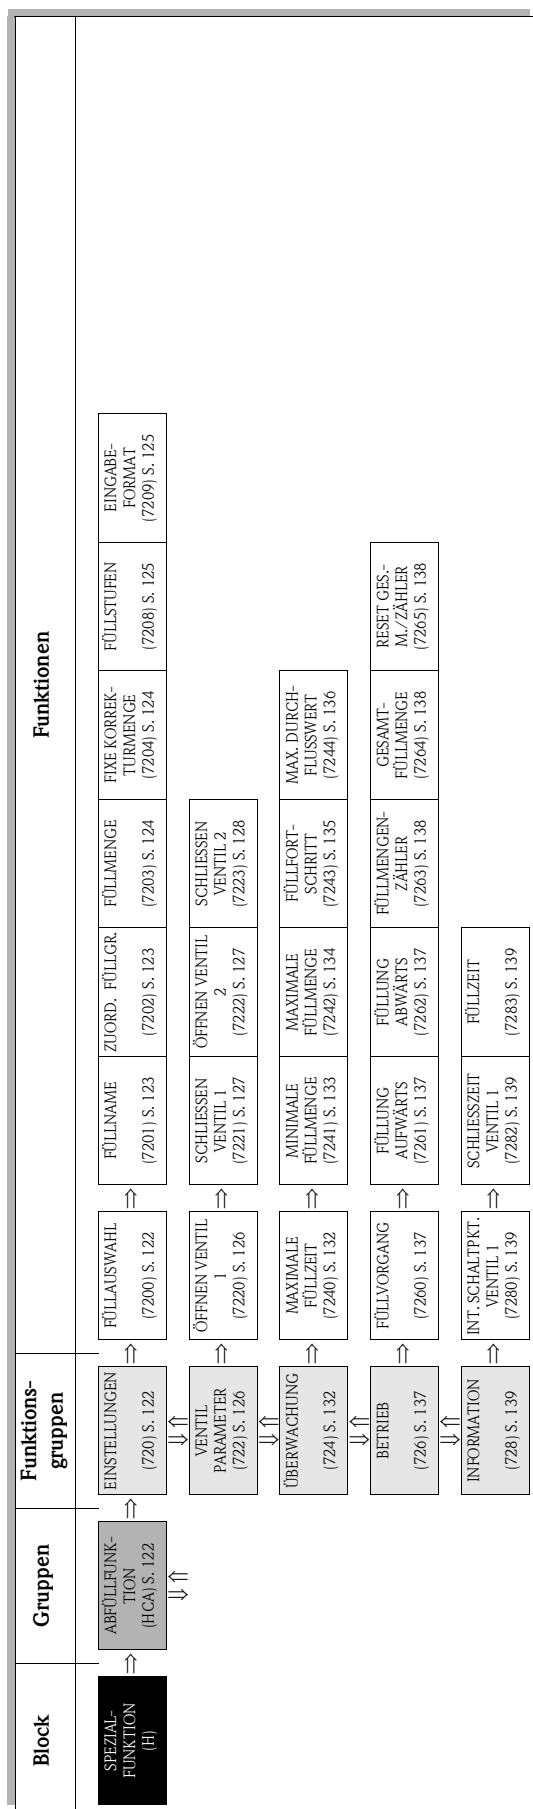 Block
Gruppen
Funktions-
gruppen
Funktionen
SPEZIAL-
FUNKTION
(H)
⇒
ABFÜLLFUNK-
TION
(HCA) S. 122
⇒
EINSTELLUNGEN
(720) S. 122
⇒
FÜLLAUSWAHL
(7200) S. 122
⇒
FÜLLNAME
(7201) S. 123
ZUORD. FÜLLGR.
(7202) S. 123
FÜLLMENGE
(7203) S. 124
FIXE KORREK-
TURMENGE
(7204) S. 124
FÜLLSTUFEN
(7208) S. 125
EINGABE-
FORMAT
(7209) S. 125
⇓⇑
⇓⇑
VENTIL
PARAMETER
(722) S. 126
⇒
ÖFFNEN VENTIL
1
(7220) S. 126
⇒
SCHLIESSEN
VENTIL 1
(7221) S. 127
ÖFFNEN VENTIL
2
(7222) S. 127
SCHLIESSEN
VENTIL 2
(7223) S. 128
⇓⇑
ÜBERWACHUNG
(724) S. 132
⇒
MAXIMALE
FÜLLZEIT
(7240) S. 132
⇒
MINIMALE
FÜLLMENGE
(7241) S. 133
MAXIMALE
FÜLLMENGE
(7242) S. 134
FÜLLFORT-
SCHRITT
(7243) S. 135
MAX. DURCH-
FLUSSWERT
(7244) S. 136
⇓⇑
BETRIEB
(726) S. 137
⇒
FÜLLVORGANG
(7260) S. 137
⇒
FÜLLUNG
AUFWÄRTS
(7261) S. 137
FÜLLUNG
ABWÄRTS
(7262) S. 137
FÜLLMENGEN-
ZÄHLER
(7263) S. 138
GESAMT-
FÜLLMENGE
(7264) S. 138
RESET GES.-
M./ZÄHLER
(7265) S. 138
⇓⇑
INFORMATION
(728) S. 139
⇒
INT. SCHALTPKT.
VENTIL 1
(7280) S. 139
⇒
SCHLIESSZEIT
VENTIL 1
(7282) S. 139
FÜLLZEIT
(7283) S. 139